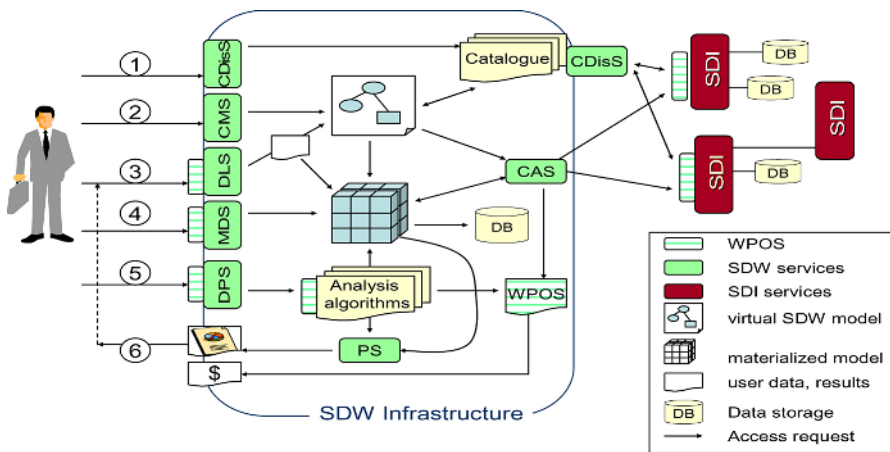 1
CDisS
Catalogue
CDisS
SDI
DB
DB
2
CMS
SDI
3
DLS
CAS
SDI
DB
4
MDS
DB
5
DPS
Analysis
algorithms
WPOS
6
PS
$
SDW Infrastructure
WPOS
SDW services
SDI services
virtual SDW model
materialized model
user data, results
DB
Data storage
Access request